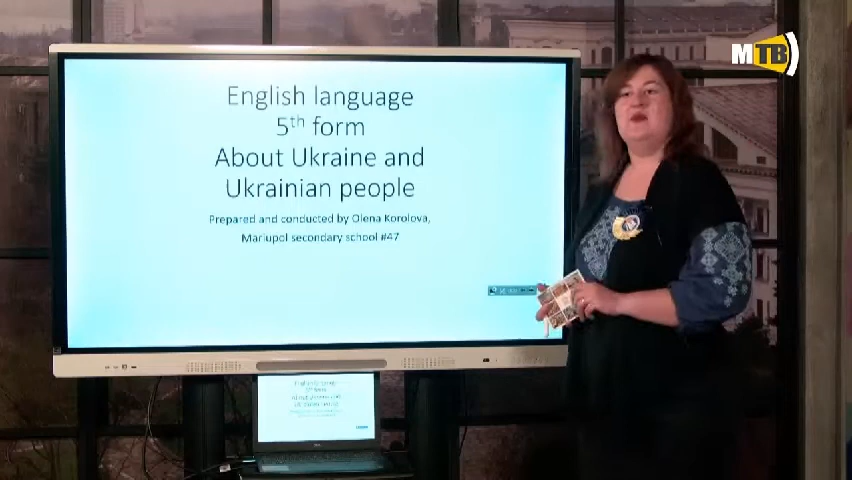 МТВ
English language
5th form
About Ukraine and
Ukrainian people
Prepared and conducted by Olena Korolova,
Mariupol secondary school #47